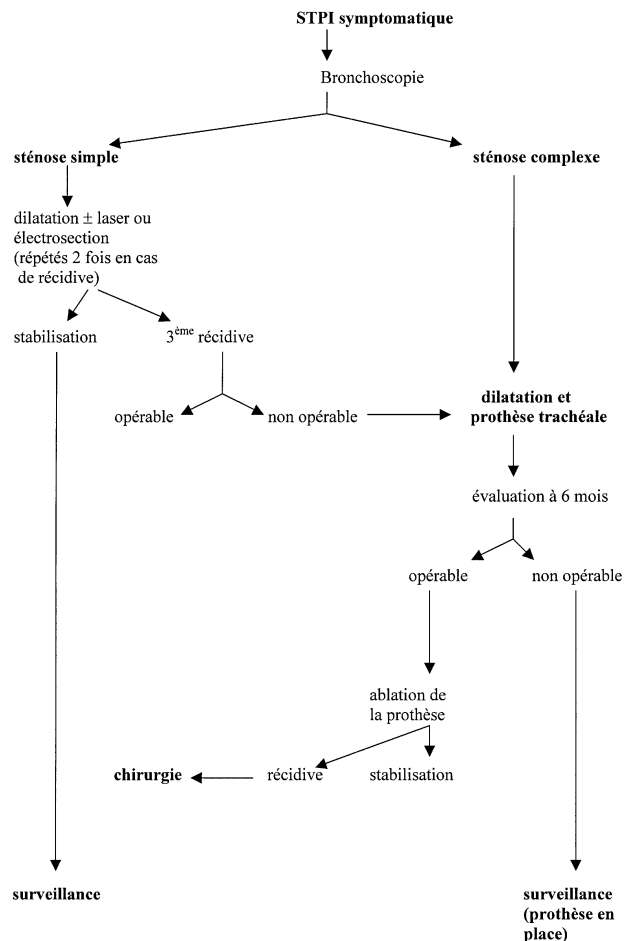 STPI symptomatique
Bronchoscopie
sténose simple
sténose complexe
dilatation ± laser ou
électrosection
(répétés 2 fois en cas
de récidive)
stabilisation
3ème récidive
opérable
non opérable
dilatation et
prothèse trachéale
évaluation à 6 mois
opérable
non opérable
ablation de
la prothèse
chirurgie
récidive
stabilisation
surveillance
surveillance
(prothèse en
place)